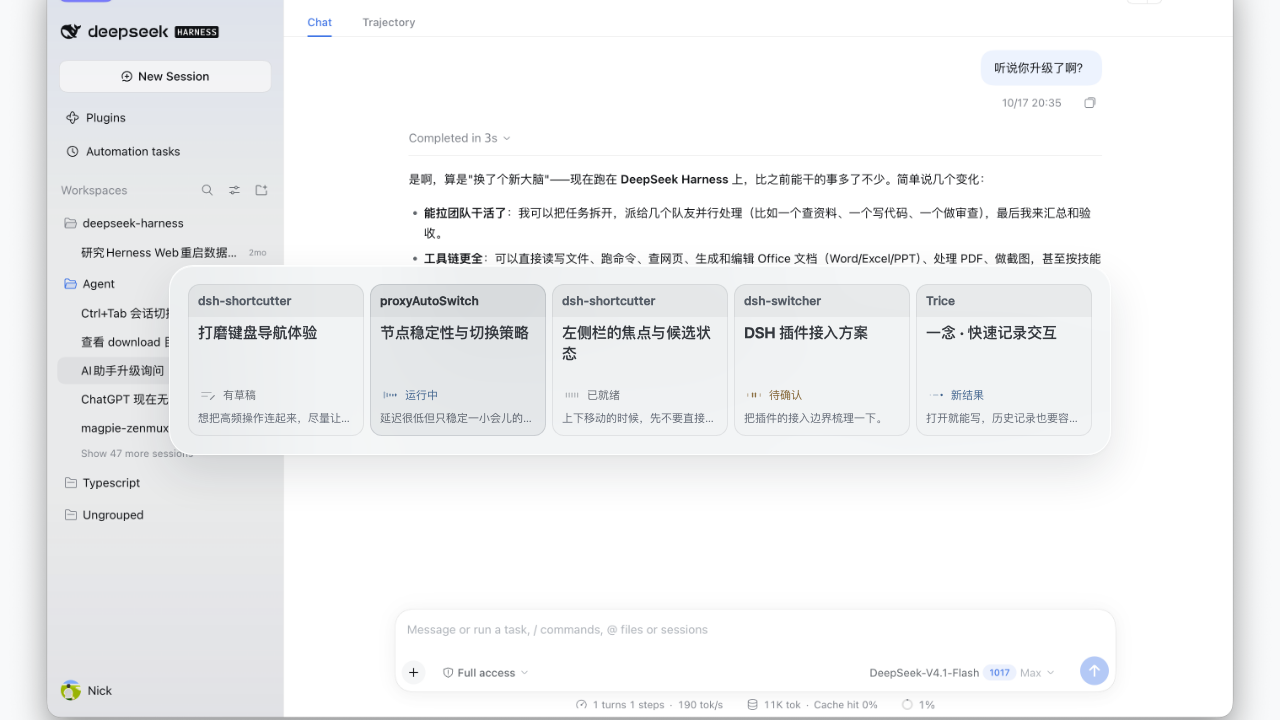 deepseek HARNESS
New Session
Plugins
Automation tasks
Workspaces
deepseek-harness
研究Herness Web重启数据... 2mo
Agent
Ctrl+Tab 会话切
查看 download
AI助手升级询问
ChatGPT 现在无
magpie-zenmux
Show 47 more sessions
Typescript
Ungrouped
Nick
Chat Trajectory
听说你升级了啊?
10/17 20:35
Completed in 3s
是啊，算是"换了个新大脑"——现在跑在 DeepSeek Harness 上，比之前能干的事多了不少。简单说几个变化：
• 能拉团队干活了：我可以把任务拆开，派给几个队友并行处理（比如一个查资料、一个写代码、一个做审查），最后我来汇总和验
收。
• 工具链更全：可以直接读写文件、跑命令、查网页、生成和编辑 Office 文档（Word/Excel/PPT）、处理 PDF、做截图，甚至按技能
dsh-shortcutter
打磨键盘导航体验
有草稿
想把高频操作连起来，尽量让...
proxyAutoSwitch
节点稳定性与切换策略
运行中
延迟很低但只稳定一小会儿的...
dsh-shortcutter
左侧栏的焦点与候选状
态
已就绪
上下移动的时候，先不要直接...
dsh-switcher
DSH 插件接入方案
待确认
把插件的接入边界梳理一下。
Trice
一念 · 快速记录交互
新结果
打开就能写，历史记录也要容...
Message or run a task, / commands, @ files or sessions
Full access
DeepSeek-V4.1-Flash 1017 Max
1 turns 1 steps · 190 tok/s 11K tok · Cache hit 0% 1%